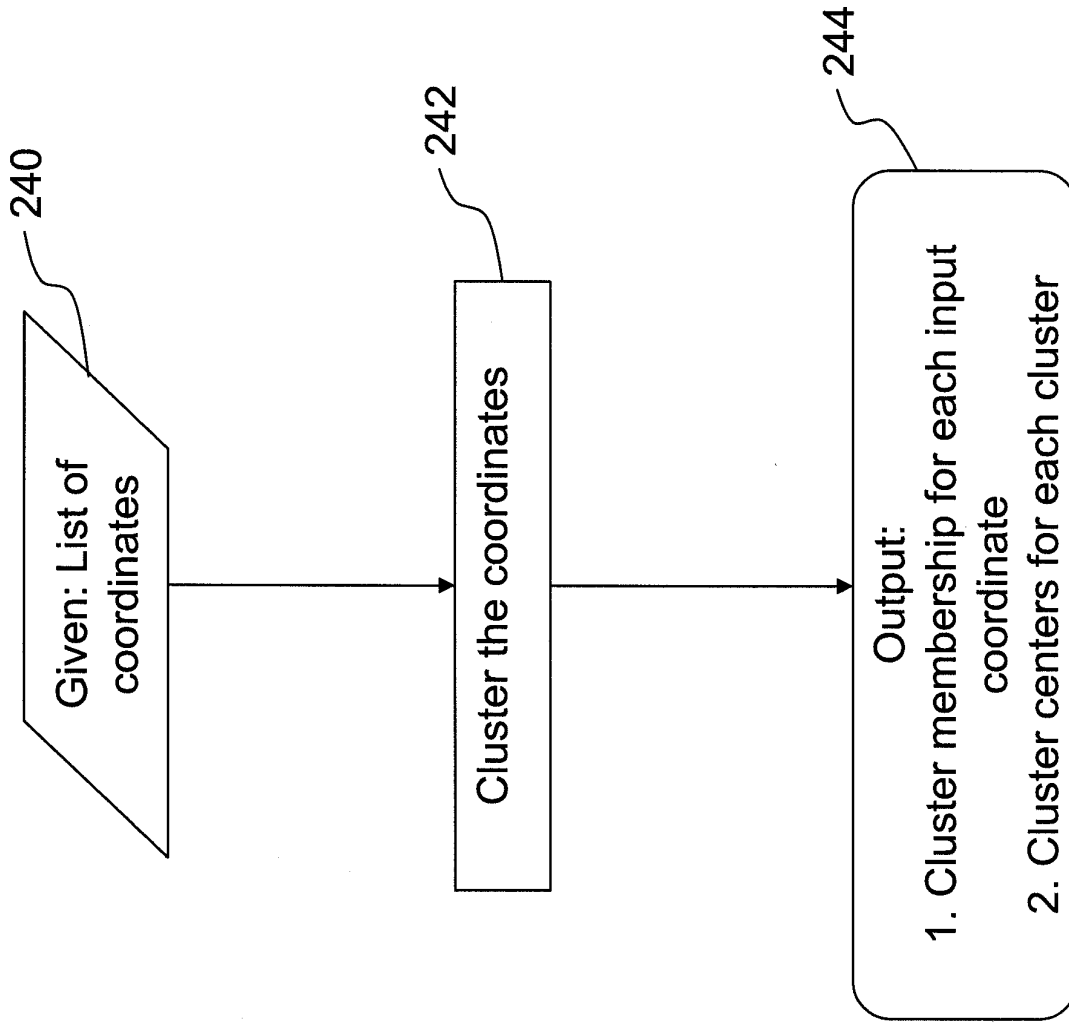 240
Given: List of
coordinates
242
Cluster the coordinates
244
Output:
1. Cluster membership for each input
coordinate
2. Cluster centers for each cluster